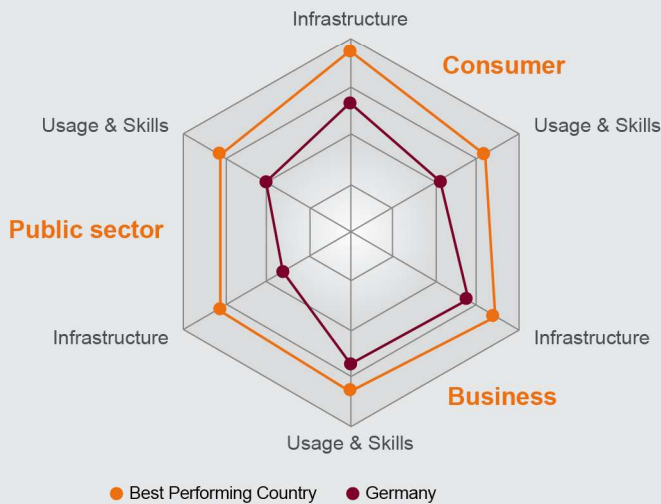 Infrastructure
Consumer
Usage & Skills
Usage & Skills
Public sector
Infrastructure
Infrastructure
Business
Usage & Skills
Best Performing Country
Germany